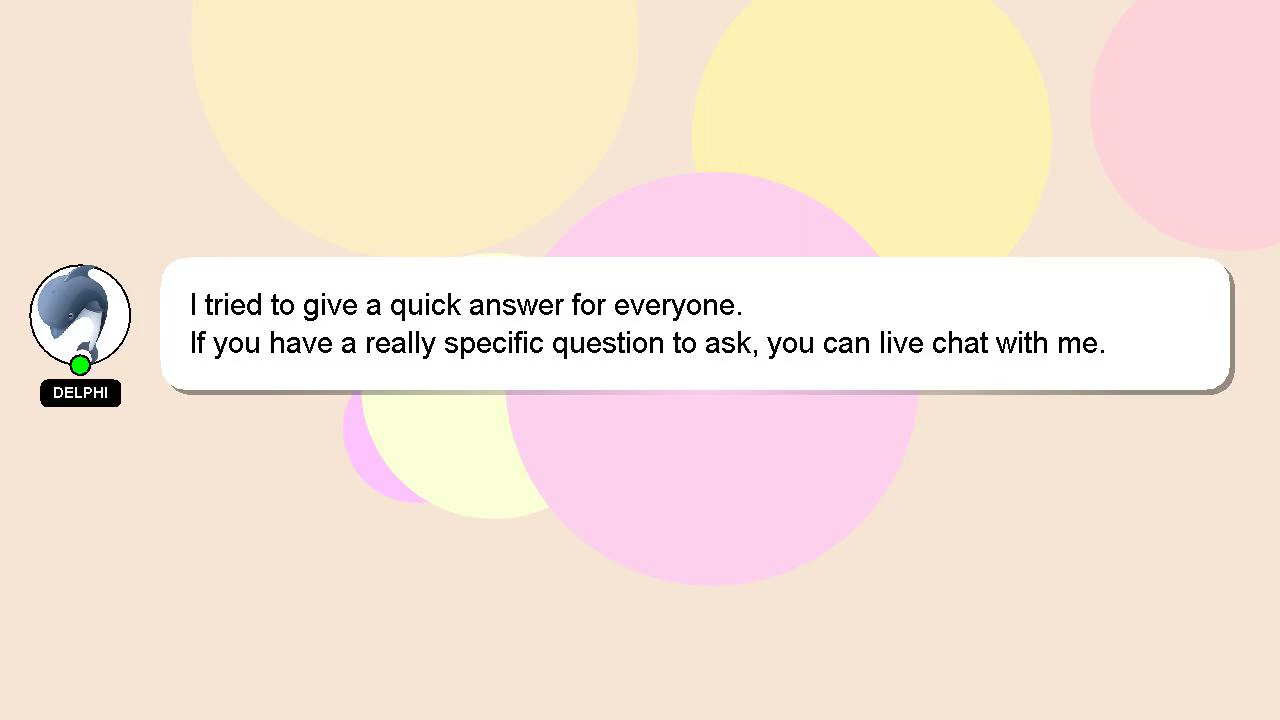 I tried to give a quick answer for everyone.
If you have a really specific question to ask, you can live chat with me.
DELPHI